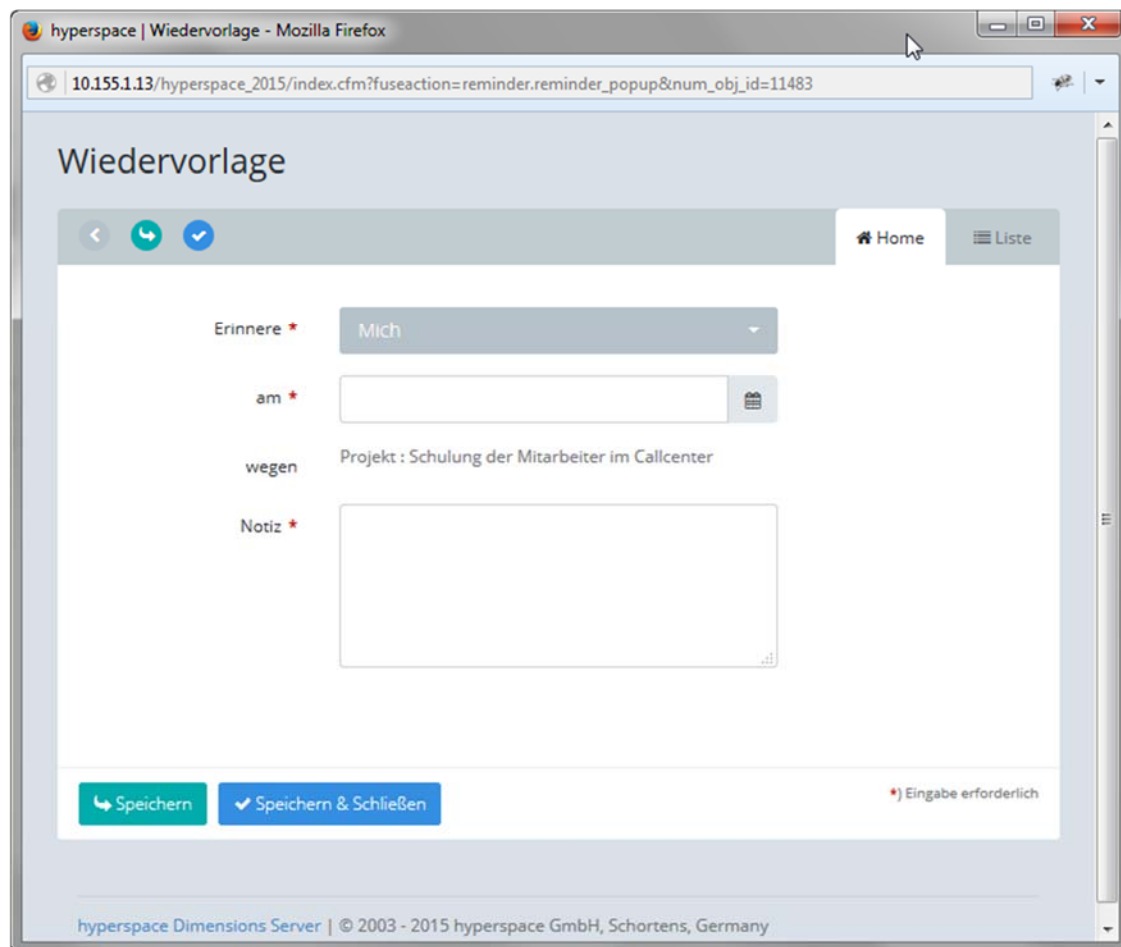 hyperspace | Wiedervorlage - Mozilla Firefox
10.155.1.13/hyperspace_2015/index.cfm?fuseaction=reminder.reminder_popup&num_obj_id=11483
Wiedervorlage
Home Liste
Erinnere * Mich
am *
wegen Projekt : Schulung der Mitarbeiter im Callcenter
Notiz *
Speichern Speichern & Schließen *) Eingabe erforderlich
hyperspace Dimensions Server | © 2003 - 2015 hyperspace GmbH, Schortens, Germany